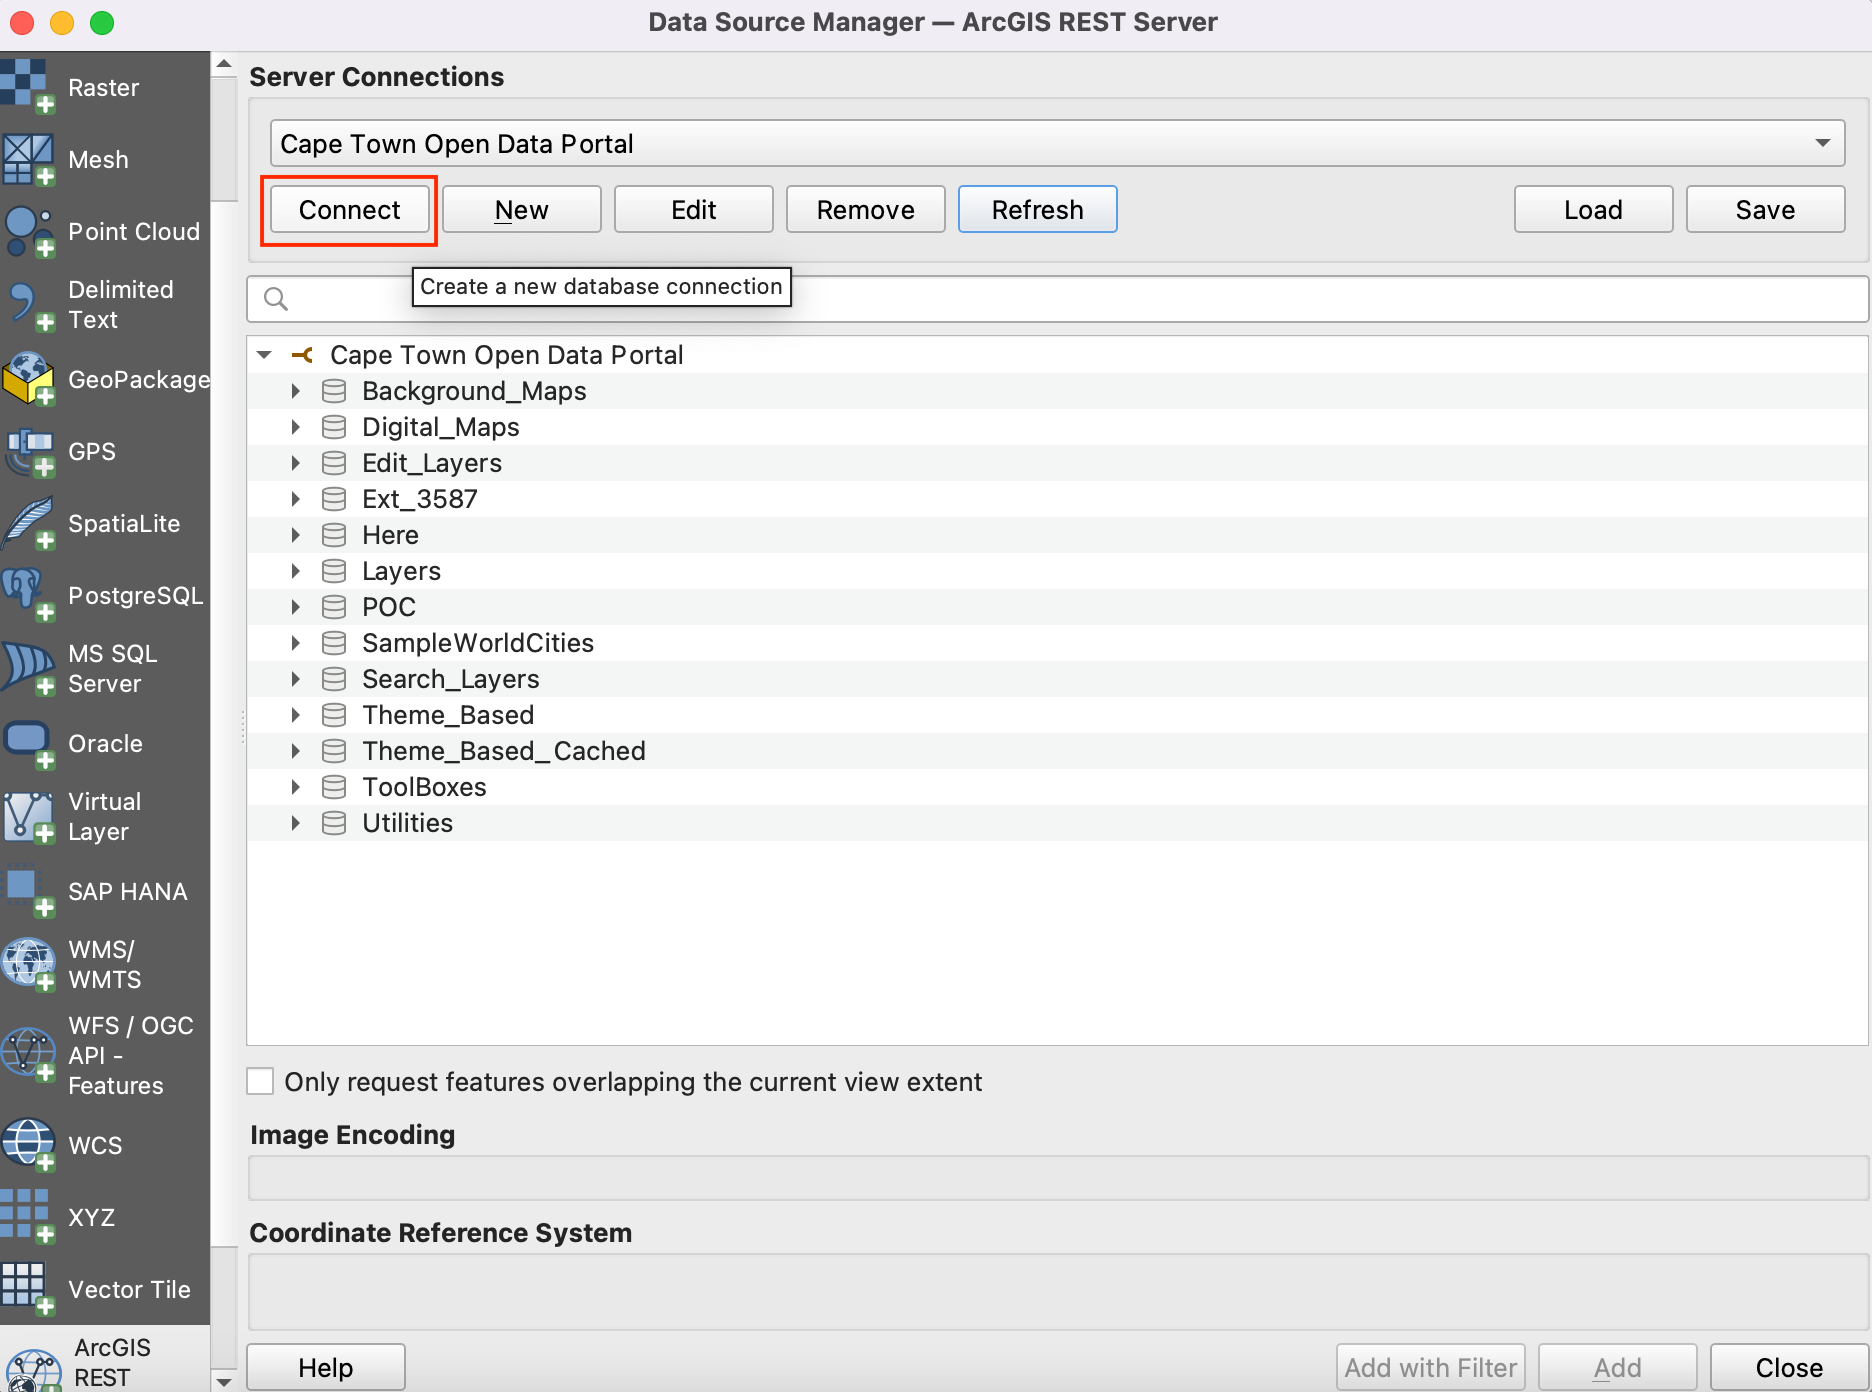 Data Source Manager — ArcGIS REST Server
Raster
Mesh
Point Cloud
Delimited
Text
GeoPackage
GPS
SpatiaLite
PostgreSQL
MS SQL
Server
Oracle
Virtual
Layer
SAP HANA
WMS/
WMTS
WFS / OGC
API -
Features
WCS
XYZ
Vector Tile
ArcGIS
REST
Server Connections
Cape Town Open Data Portal
Connect New Edit Remove Refresh Load Save
Create a new database connection
Cape Town Open Data Portal
Background_Maps
Digital_Maps
Edit_Layers
Ext_3587
Here
Layers
POC
SampleWorldCities
Search_Layers
Theme_Based
Theme_Based_Cached
ToolBoxes
Utilities
Only request features overlapping the current view extent
Image Encoding
Coordinate Reference System
Help Add with Filter Add Close